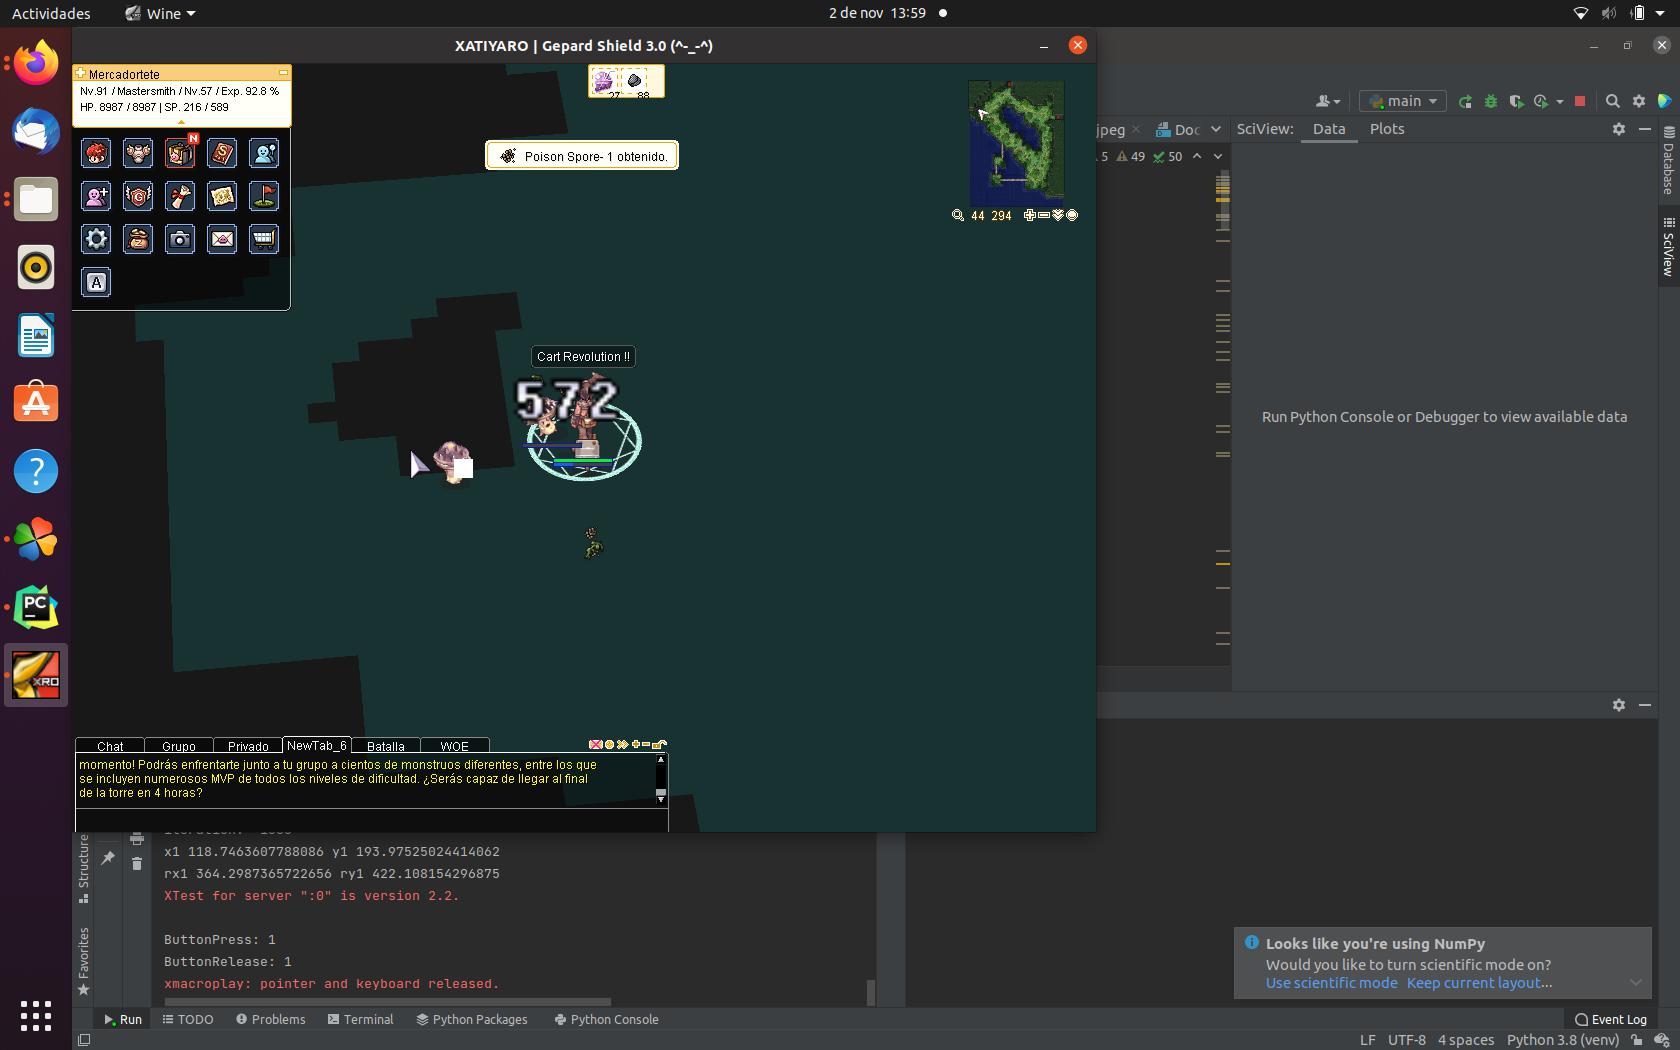 Actividades
Wine
2 de nov 13:59
XATIYARO | Gepard Shield 3.0 (^-_-^)
Mercadortete
Nv.91 / Mastersmith / Nv.57 / Exp. 92.8 %
HP. 8987 / 8987 | SP. 216 / 589
N
A
27
88
Poison Spore- 1 obtenido.
44 294
Cart Revolution !!
572
main
jpeg
Doc
SciView:
Data
Plots
5
49
50
Database
SciView
Run Python Console or Debugger to view available data
PC
XRO
Chat
Grupo
Privado
NewTab_6
Batalla
WOE
momento! Podrás enfrentarte junto a tu grupo a cientos de monstruos diferentes, entre los que
se incluyen numerosos MVP de todos los niveles de dificultad. ¿Serás capaz de llegar al final
de la torre en 4 horas?
x1 118.7463607788086 y1 193.97525024414062
rx1 364.2987365722656 ry1 422.108154296875
XTest for server ":0" is version 2.2.
ButtonPress: 1
ButtonRelease: 1
xmacroplay: pointer and keyboard released.
Structure
Favorites
Looks like you're using NumPy
Would you like to turn scientific mode on?
Use scientific mode Keep current layout...
Run
TODO
Problems
Terminal
Python Packages
Python Console
Event Log
LF
UTF-8
4 spaces
Python 3.8 (venv)